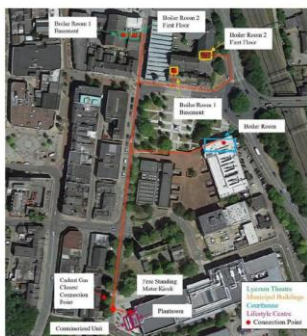 Boiler Room 1
Basement
Boiler Room 2
First Floor
Boiler Room 2
First Floor
Boiler Room 1
Basement
Boiler Room
Cadent Gas
Closest
Connection
Point
Free Standing
Meter Kiosk
Plantroom
Containerised Unit
Lyceum Theatre
Municipal Buildings
Courthouse
Lifestyle Centre
Connection Point